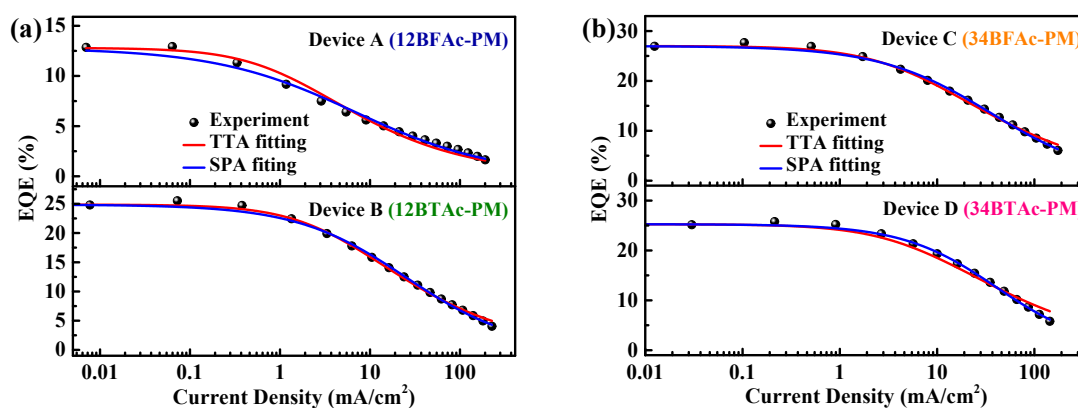 (a)
EQE (%)
15
10
5
0
Device A (12BFAc-PM)
Experiment
TTA fitting
SPA fiting
25
20
15
10
5
0
Device B (12BTAc-PM)
0.01 0.1 1 10 100
Current Density (mA/cm²)
(b)
EQE (%)
30
20
10
0
Device C (34BFAc-PM)
Experiment
TTA fitting
SPA fiting
30
20
10
0
Device D (34BTAc-PM
0.01 0.1 1 10 100
Current Density (mA/cm²)